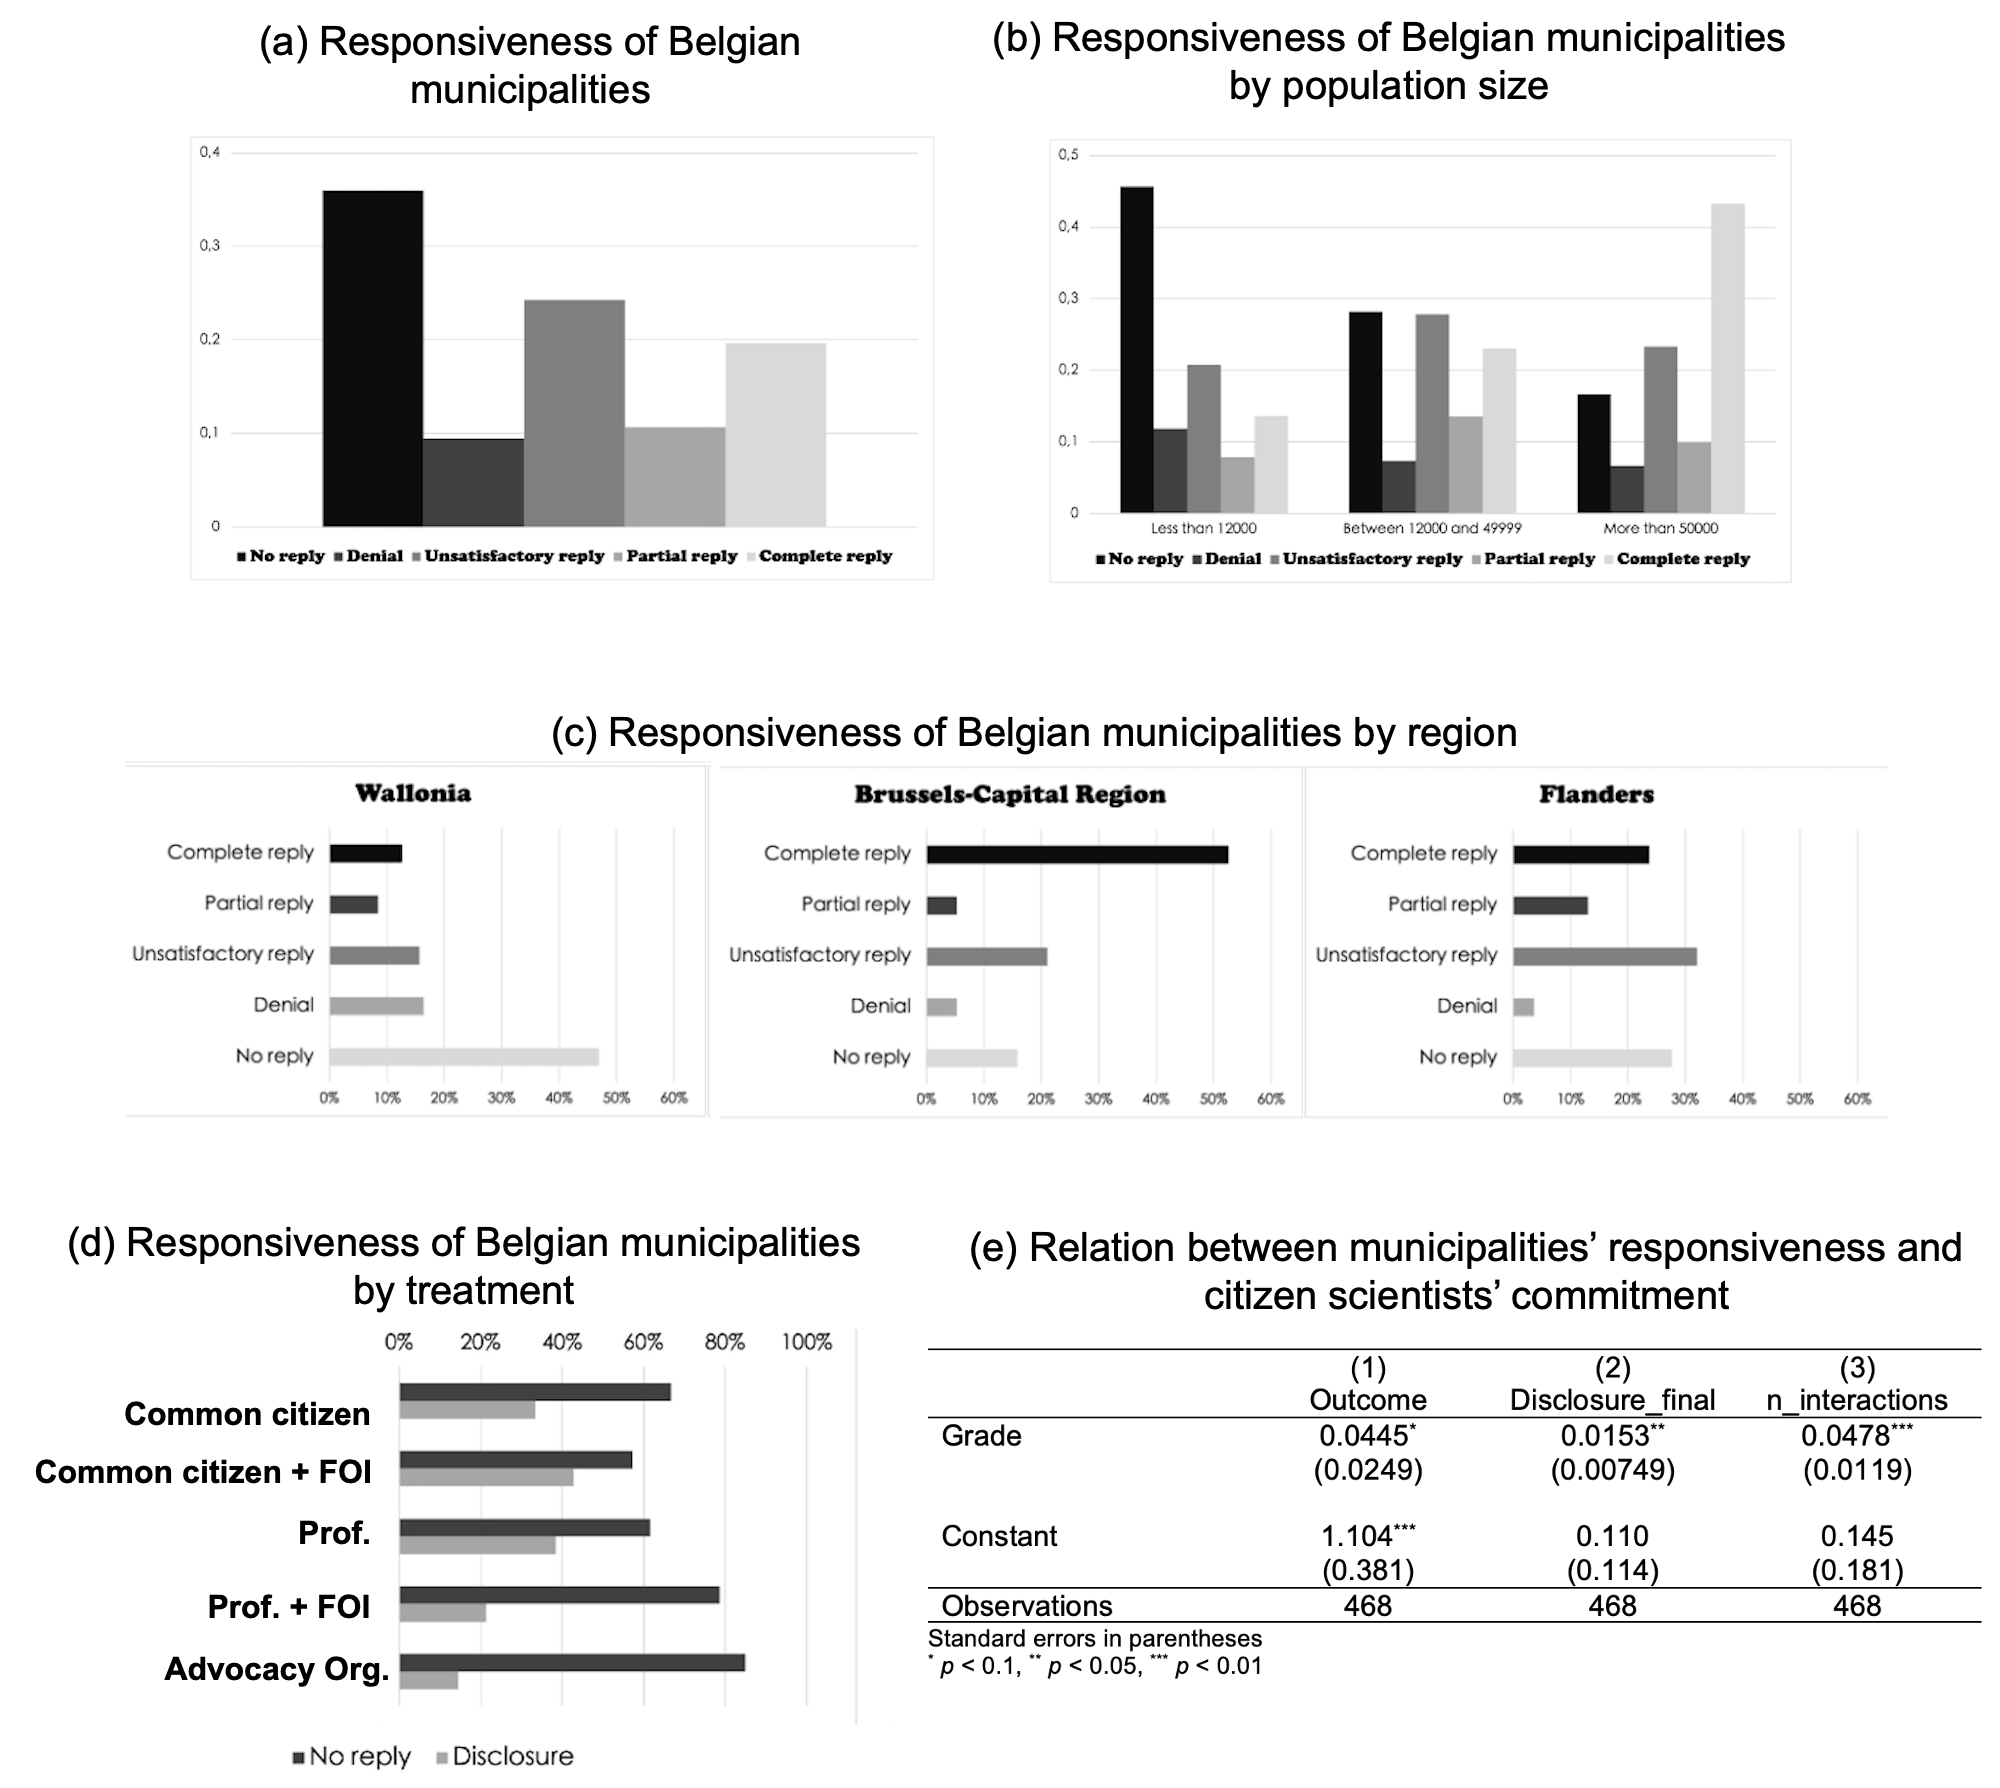 (a) Responsiveness of Belgian
municipalities
0,4
0,3
0,2
0,1
0
No reply Denial Unsatisfactory reply Partial reply Complete reply
(b) Responsiveness of Belgian municipalities
by population size
0,5
0,4
0,3
0,2
0,1
0
Less than 12000 Between 12000 and 49999 More than 50000
No reply Denial Unsatisfactory reply Partial reply Complete reply
(c) Responsiveness of Belgian municipalities by region
Wallonia
Complete reply
Partial reply
Unsatisfactory reply
Denial
No reply
0% 10% 20% 30% 40% 50% 60%
Brussels-Capital Region
Complete reply
Partial reply
Unsatisfactory reply
Denial
No reply
0% 10% 20% 30% 40% 50% 60%
Flanders
Complete reply
Partial reply
Unsatisfactory reply
Denial
No reply
0% 10% 20% 30% 40% 50% 60%
(d) Responsiveness of Belgian municipalities
by treatment
0% 20% 40% 60% 80% 100%
Common citizen
Common citizen + FOI
Prof.
Prof. + FOI
Advocacy Org.
No reply Disclosure
(e) Relation between municipalities’ responsiveness and
citizen scientists’ commitment
(1) (2) (3)
Outcome Disclosure_final n_interactions
Grade 0.0445* 0.0153** 0.0478***
(0.0249) (0.00749) (0.0119)
Constant 1.104*** 0.110 0.145
(0.381) (0.114) (0.181)
Observations 468 468 468
Standard errors in parentheses
* p < 0.1, ** p < 0.05, *** p < 0.01